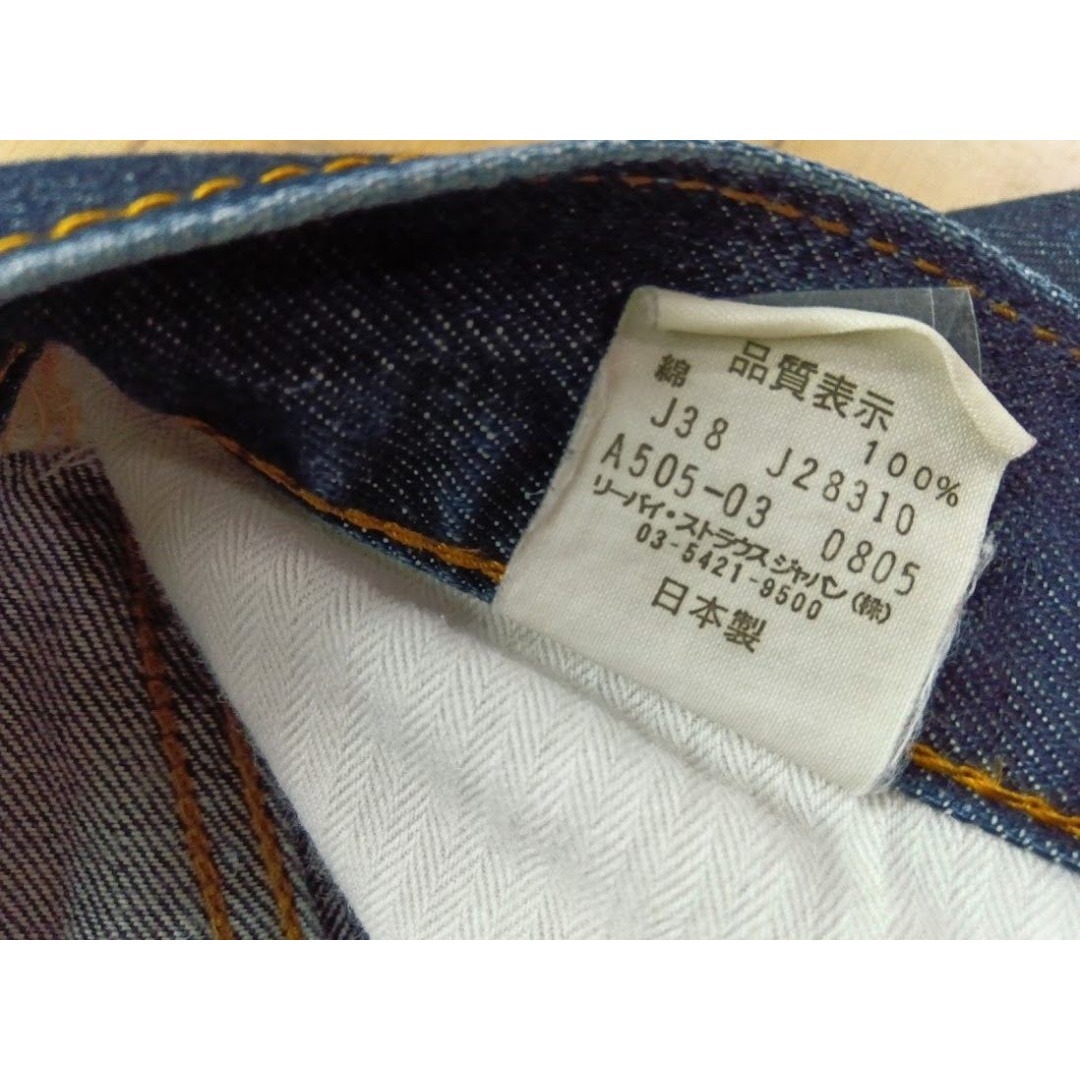 品質表示
綿 100%
J38 J28310
A505-03 0805
リーバイ・ストラウスジャパン(株)
03-5421-9500
日本製